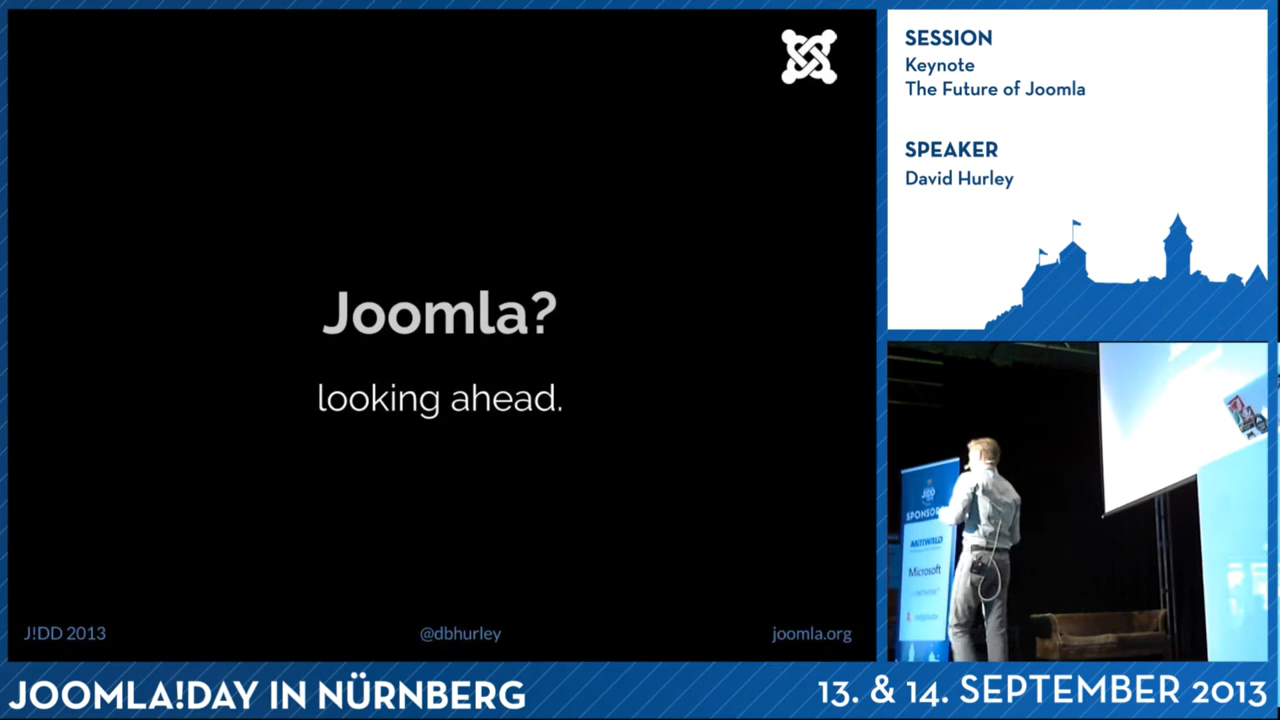 Joomla?
looking ahead.
J!DD 2013
@dbhurley
joomla.org
SESSION
Keynote
The Future of Joomla
SPEAKER
David Hurley
SPONSOR
MITTWALD
Microsoft
JOOMLA!DAY IN NÜRNBERG
13. & 14. SEPTEMBER 2013